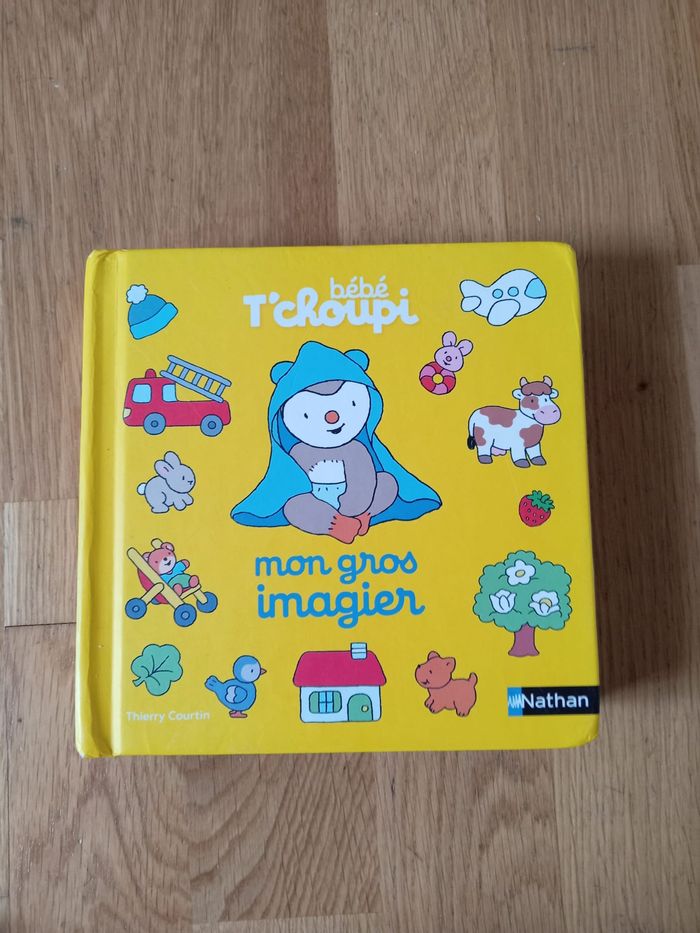 bébé
T'choupi
mon gros
imagier
Thierry Courtin
Nathan